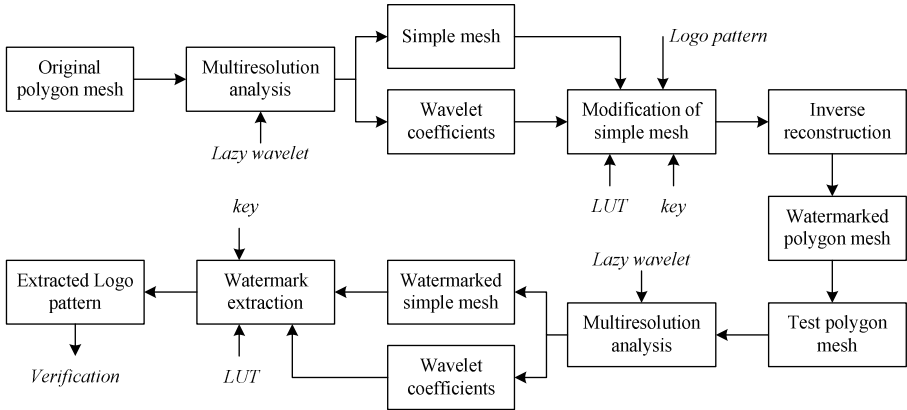 Original
polygon mesh
Multiresolution
analysis
Lazy wavelet
Simple mesh
Wavelet
coefficients
Logo pattern
Modification of
simple mesh
LUT
key
Inverse
reconstruction
Watermarked
polygon mesh
Test polygon
mesh
Lazy wavelet
Multiresolution
analysis
Watermarked
simple mesh
Wavelet
coefficients
key
Watermark
extraction
LUT
Extracted Logo
pattern
Verification